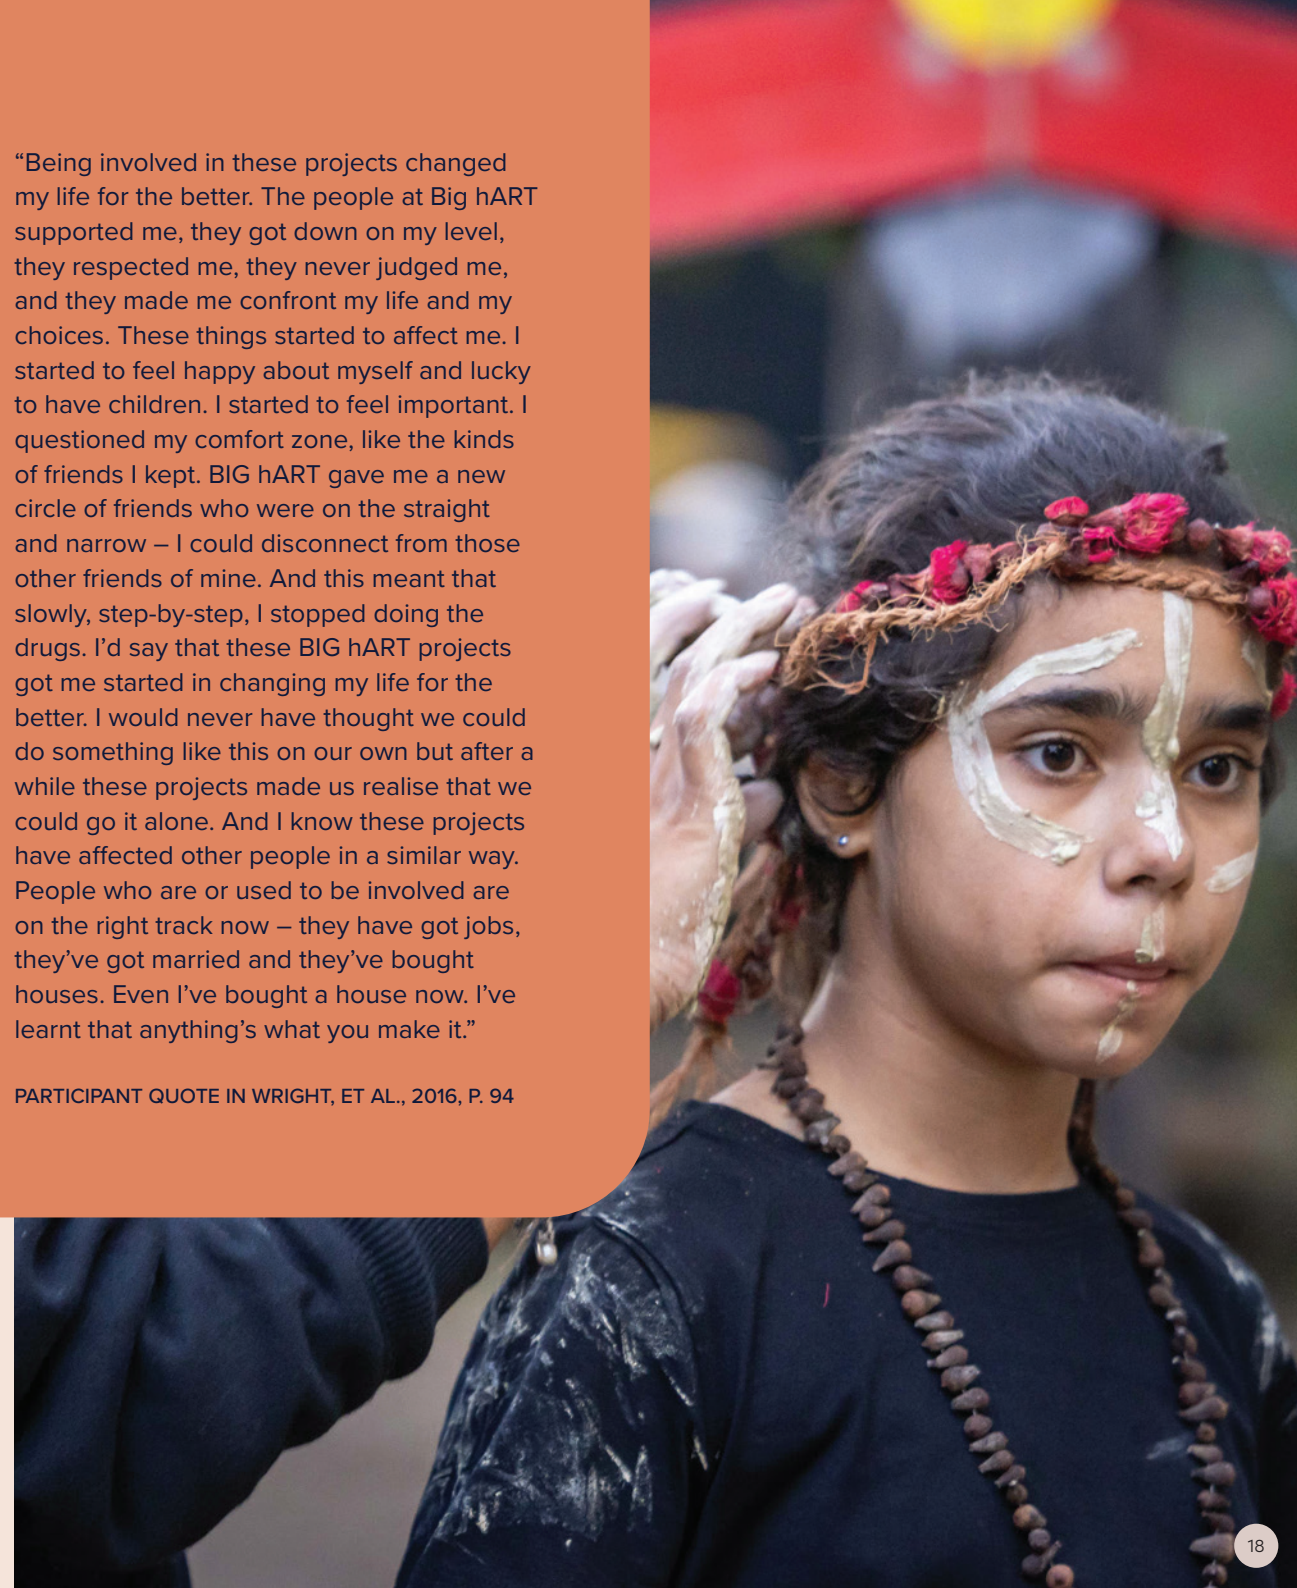 “Being involved in these projects changed
my life for the better. The people at Big hART
supported me, they got down on my level,
they respected me, they never judged me,
and they made me confront my life and my
choices. These things started to affect me. I
started to feel happy about myself and lucky
to have children. I started to feel important. I
questioned my comfort zone, like the kinds
of friends I kept. BIG hART gave me a new
circle of friends who were on the straight
and narrow – I could disconnect from those
other friends of mine. And this meant that
slowly, step-by-step, I stopped doing the
drugs. I’d say that these BIG hART projects
got me started in changing my life for the
better. I would never have thought we could
do something like this on our own but after a
while these projects made us realise that we
could go it alone. And I know these projects
have affected other people in a similar way.
People who are or used to be involved are
on the right track now – they have got jobs,
they’ve got married and they’ve bought
houses. Even I’ve bought a house now. I’ve
learnt that anything’s what you make it.”
PARTICIPANT QUOTE IN WRIGHT, ET AL., 2016, P. 94
18